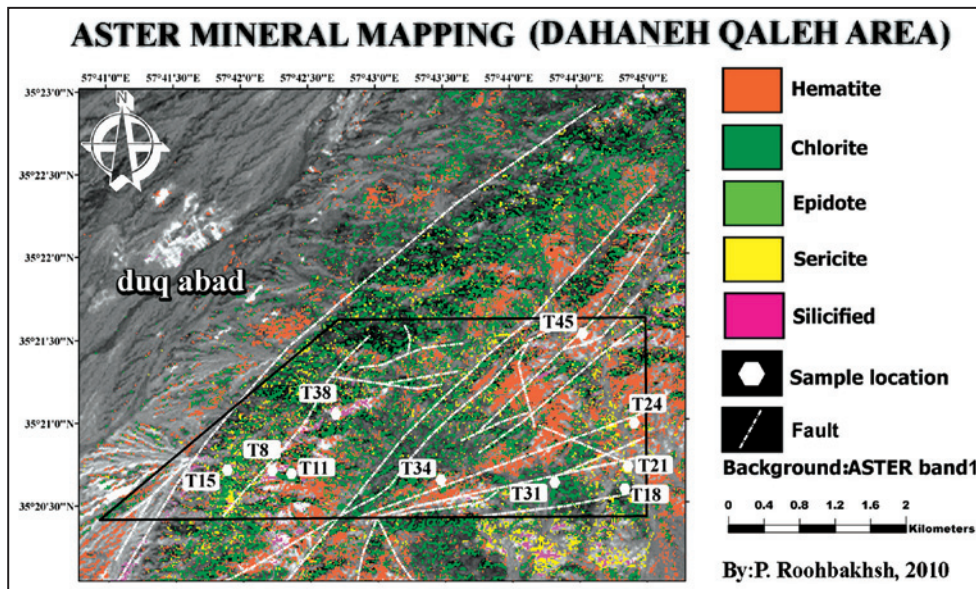 ASTER MINERAL MAPPING (DAHANEH QALEH AREA)
57°41'0"E 57°41'30"E 57°42'0"E 57°42'30"E 57°43'0"E 57°43'30"E 57°44'0"E 57°44'30"E 57°45'0"E
35°23'0"N
N
35°22'30"N
35°22'0"N
duq abad
35°21'30"N
T45
T38
T24
35°21'0"N
T8
T11
T34
T21
T15
T31
T18
35°20'30"N
Hematite
Chlorite
Epidote
Sericite
Silicified
Sample location
Fault
Background:ASTER band1
0 0.4 0.8 1.2 1.6 2
Kilometers
By:P. Roohbakhsh, 2010